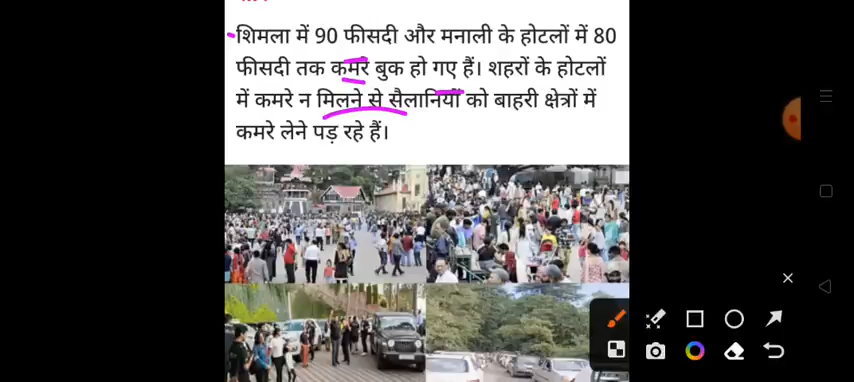 शिमला में 90 फीसदी और मनाली के होटलों में 80
फीसदी तक कमरे बुक हो गए हैं। शहरों के होटलों
में कमरे न मिलने से सैलानियों को बाहरी क्षेत्रों में
कमरे लेने पड़ रहे हैं।